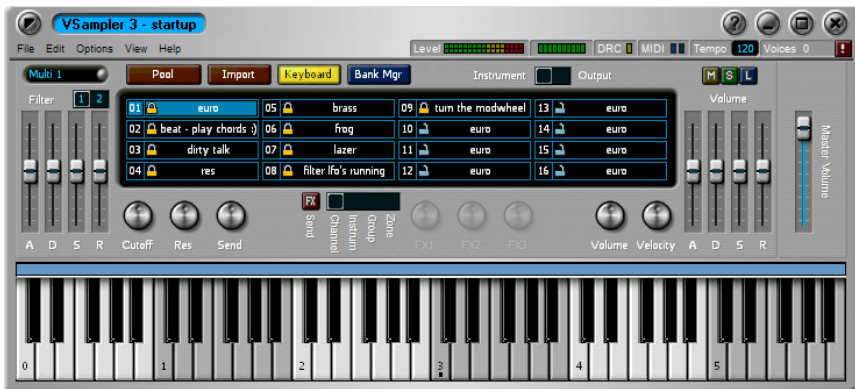 VSampler 3 - startup
File Edit Options View Help
Level DRC MIDI Tempo 120 Voices 0 !
Multi 1 Pool Import Keyboard Bank Mgr Instrument Output M S L
Filter 1 2 Volume
01 euro 05 brass 09 turn the modwheel 13 euro
02 beat - play chords :) 06 frog 10 euro 14 euro
03 dirty talk 07 lazer 11 euro 15 euro
04 res 08 filter lfo's running 12 euro 16 euro
Master Volume
FX
Send Channel Instrum Group Zone
A D S R Cutoff Res Send FX1 FX2 FX3 Volume Velocity A D S R
0 1 2 3 4 5